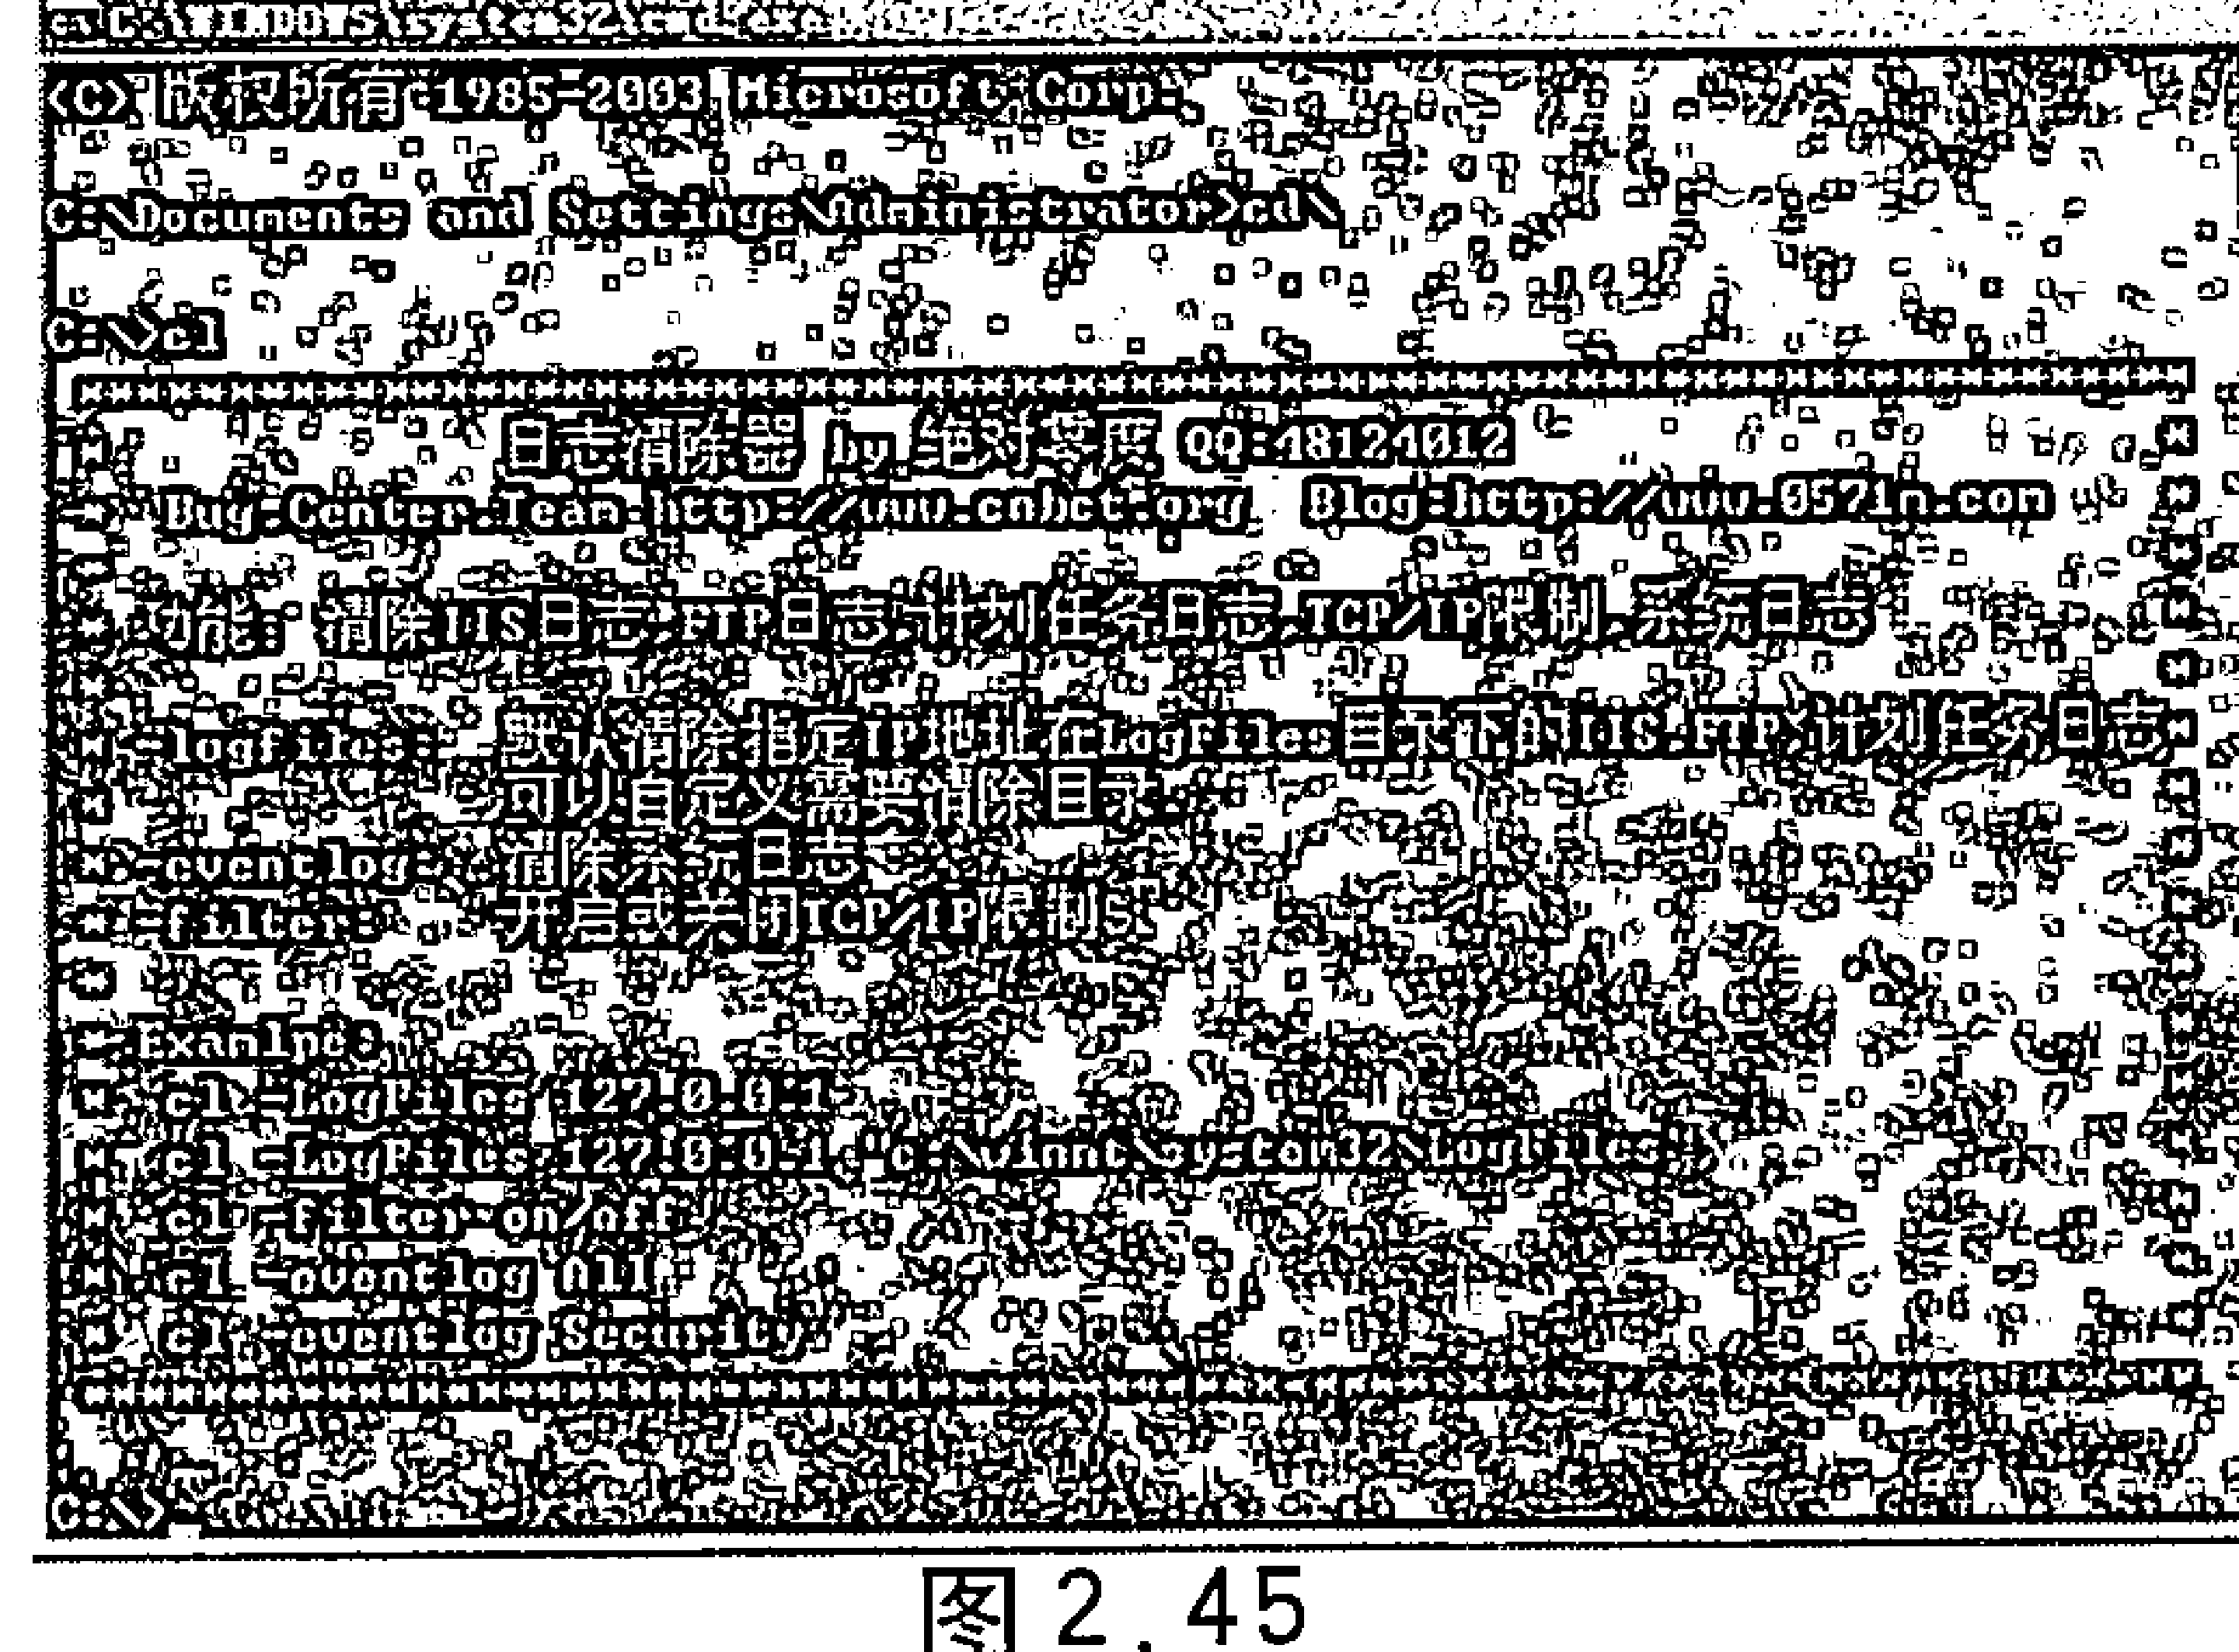 C:\WINDOWS\system32\cmd.exe
<C> 版权所有 1985-2003 Microsoft Corp.
C:\Documents and Settings\Administrator>cd\
C:\>cl
日志清除器 by 绝对零度 QQ:48124012
Bug.Center.Team:http://www.cnbct.org Blog:http://www.0571n.com
功能: 清除IIS日志,FTP日志,计划任务日志,TCP/IP限制,系统日志
-logfiles: 默认清除指定IP地址在LogFiles目录下的IIS,FTP,计划任务日志
可以自定义需要清除目录
-eventlog: 清除系统日志
-filter: 开启或关闭TCP/IP限制
Example:
cl -LogFiles 127.0.0.1
cl -LogFiles 127.0.0.1 c:\winnt\system32\LogFiles\
cl -filter on/off
cl -eventlog All
cl -eventlog Security
C:\>
图 2.45